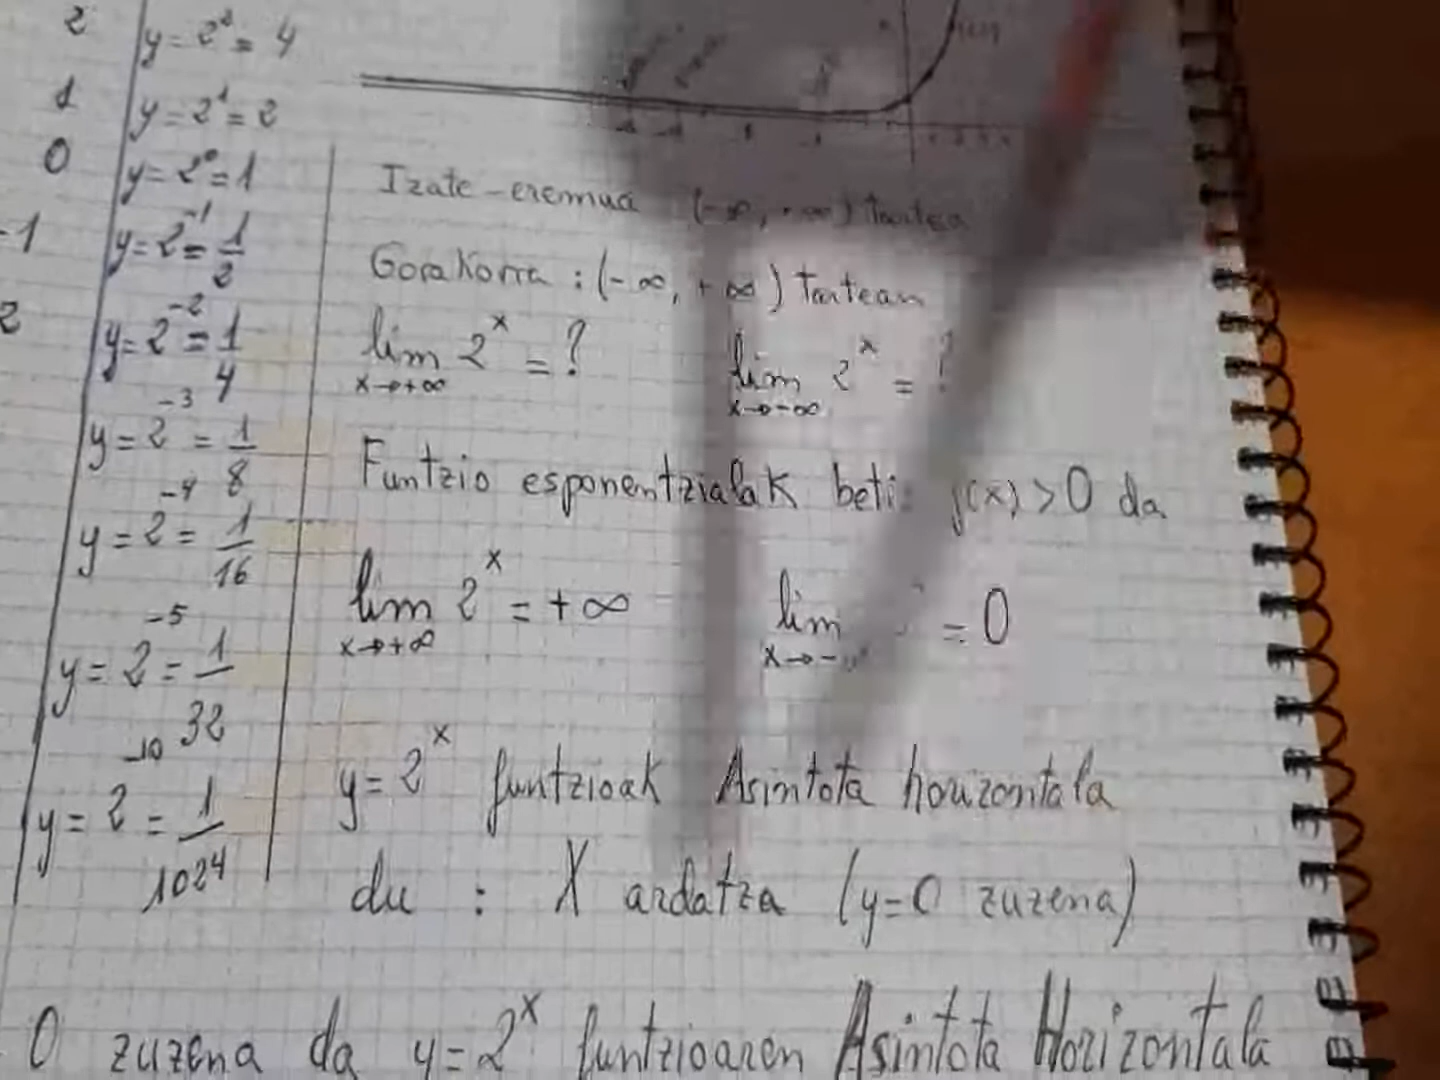 2 y=2² = 4
1 y=2¹=2
0 y=2⁰=1
-1 y=2⁻¹=1/2
2 y=2⁻²=1/4
y=2⁻³=1/8
y=2⁻⁴=1/16
y=2⁻⁵=1/32
y=2⁻¹⁰=1/1024
Izate-eremua (-∞, +∞) tartea
Gorakorra : (-∞, +∞) tartean
lim x→+∞ 2ˣ = ? lim x→-∞ 2ˣ = ?
Funtzio esponentzialak beti (x) >0 da
lim x→+∞ 2ˣ = +∞ lim x→- = 0
y=2ˣ funtzioak Asintota horizontala
du : X ardatza (y=0 zuzena)
0 zuzena da y=2ˣ funtzioaren Asintota Horizontala